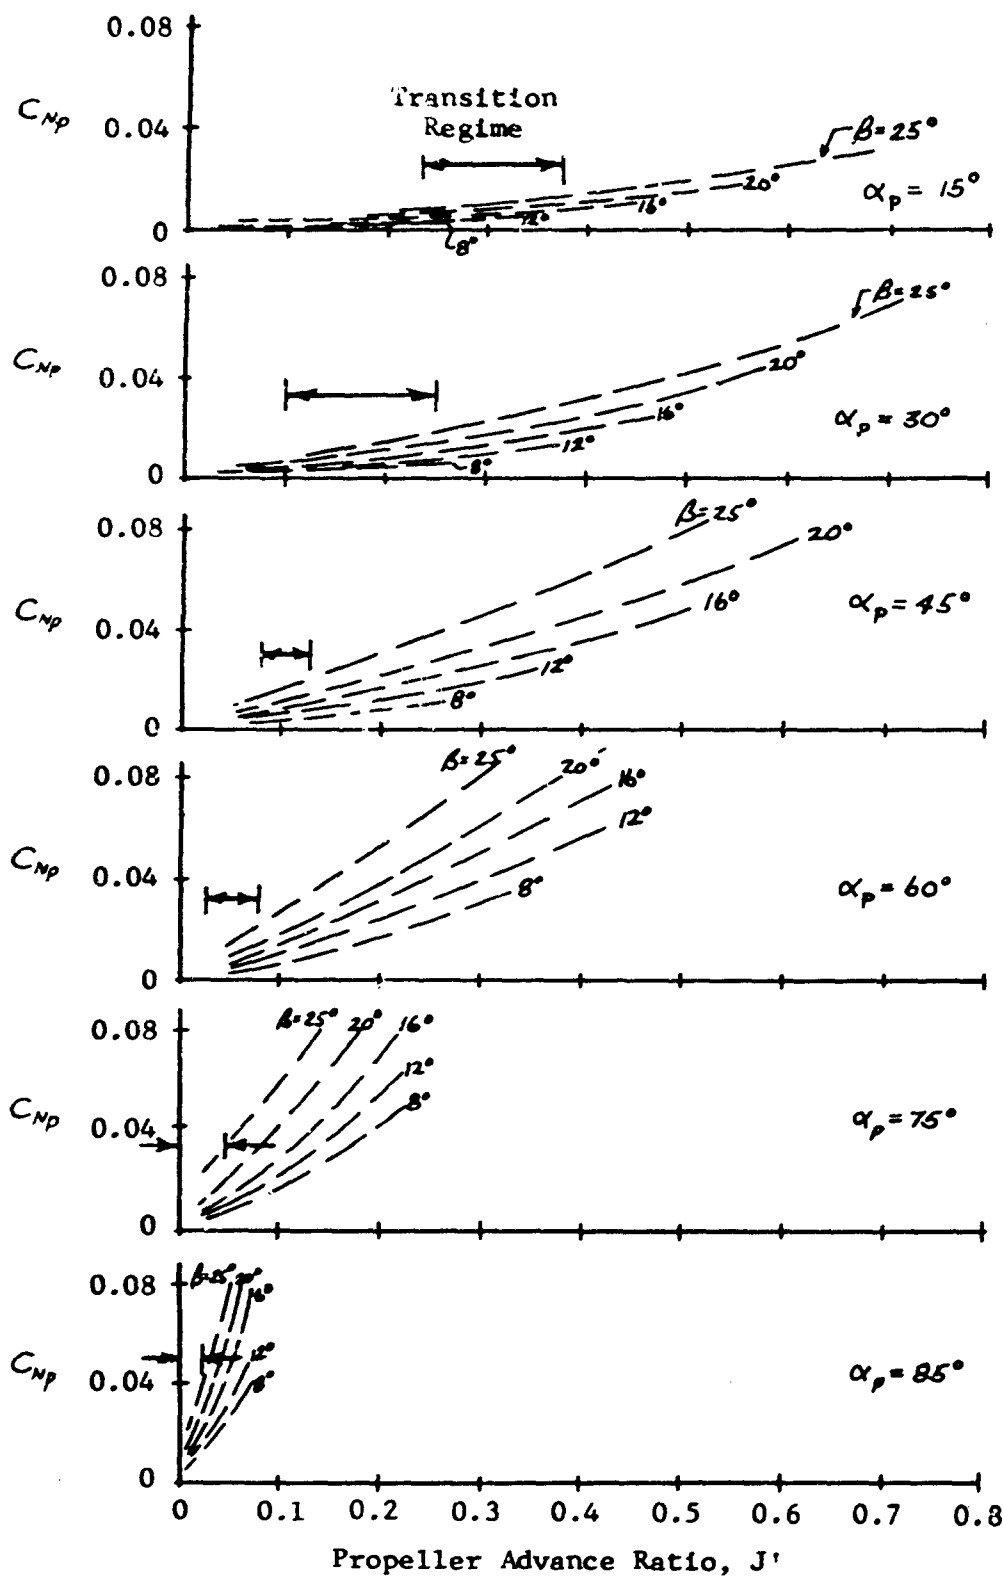 0.08
Transition
Regime
C_Np
0.04
β=25°
20°
α_p = 15°
16°
12°
0
8°
0.08
β=25°
C_Np
0.04
20°
16°
α_p = 30°
12°
0
8°
β=25°
0.08
20°
C_Np
0.04
16°
α_p = 45°
12°
8°
0
β=25°
20°
0.08
16°
12°
C_Np
0.04
8°
α_p = 60°
0
β=25°
20°
16°
0.08
12°
C_Np
8°
0.04
α_p = 75°
0
β=25°
20°
0.08
16°
12°
C_Np
0.04
8°
α_p = 85°
0
0 0.1 0.2 0.3 0.4 0.5 0.6 0.7 0.8
Propeller Advance Ratio, J'